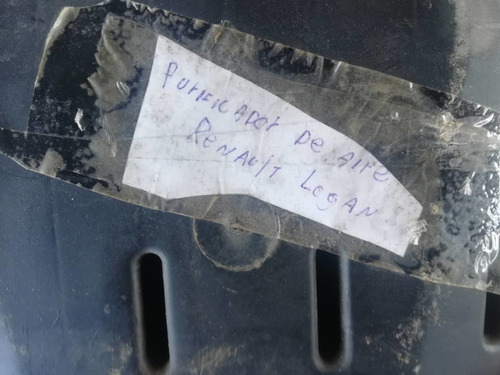 PURIFICADOR DE AIRE
RENAULT LOGAN